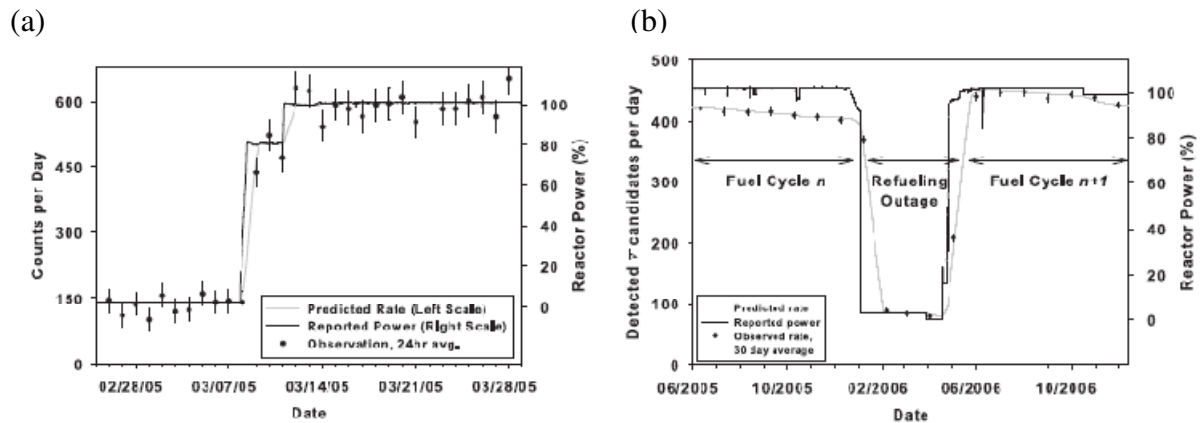 (a)
(b)
Counts per Day
600
450
300
150
0
100
80
60
40
20
0
Reactor Power (%)
Predicted Rate (Left Scale)
Reported Power (Right Scale)
Observation, 24hr avg.
02/28/05
03/07/05
03/14/05
03/21/05
03/28/05
Date
Detected ν̅ candidates per day
500
400
300
200
100
0
100
80
60
40
20
0
Reactor Power (%)
Fuel Cycle n
Refueling
Outage
Fuel Cycle n+1
Predicted rate
Reported power
Observed rate,
30 day average
06/2005
10/2005
02/2006
06/2006
10/2006
Date